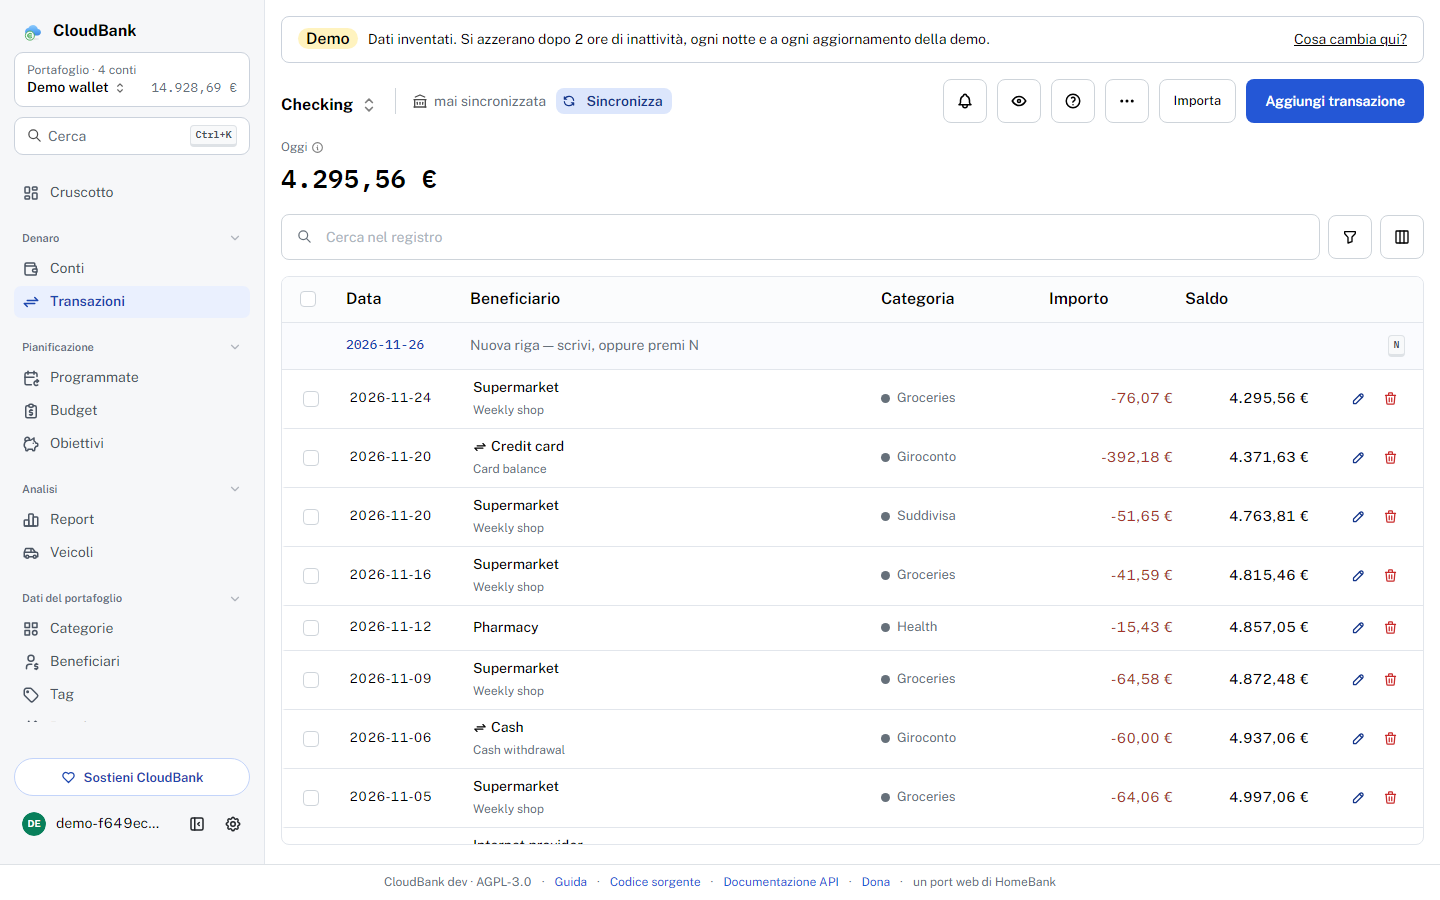 CloudBank
Portafoglio · 4 conti
Demo wallet 14.928,69 €
Cerca Ctrl+K
Cruscotto
Denaro
Conti
Transazioni
Pianificazione
Programmate
Budget
Obiettivi
Analisi
Report
Veicoli
Dati del portafoglio
Categorie
Beneficiari
Tag
Sostieni CloudBank
DE demo-f649ec...
Demo Dati inventati. Si azzerano dopo 2 ore di inattività, ogni notte e a ogni aggiornamento della demo. Cosa cambia qui?
Checking mai sincronizzata Sincronizza Importa Aggiungi transazione
Oggi
4.295,56 €
Cerca nel registro
Data Beneficiario Categoria Importo Saldo
2026-11-26 Nuova riga — scrivi, oppure premi N N
2026-11-24 Supermarket Groceries -76,07 € 4.295,56 €
Weekly shop
2026-11-20 Credit card Giroconto -392,18 € 4.371,63 €
Card balance
2026-11-20 Supermarket Suddivisa -51,65 € 4.763,81 €
Weekly shop
2026-11-16 Supermarket Groceries -41,59 € 4.815,46 €
Weekly shop
2026-11-12 Pharmacy Health -15,43 € 4.857,05 €
2026-11-09 Supermarket Groceries -64,58 € 4.872,48 €
Weekly shop
2026-11-06 Cash Giroconto -60,00 € 4.937,06 €
Cash withdrawal
2026-11-05 Supermarket Groceries -64,06 € 4.997,06 €
Weekly shop
Internet provider
CloudBank dev · AGPL-3.0 · Guida · Codice sorgente · Documentazione API · Dona · un port web di HomeBank